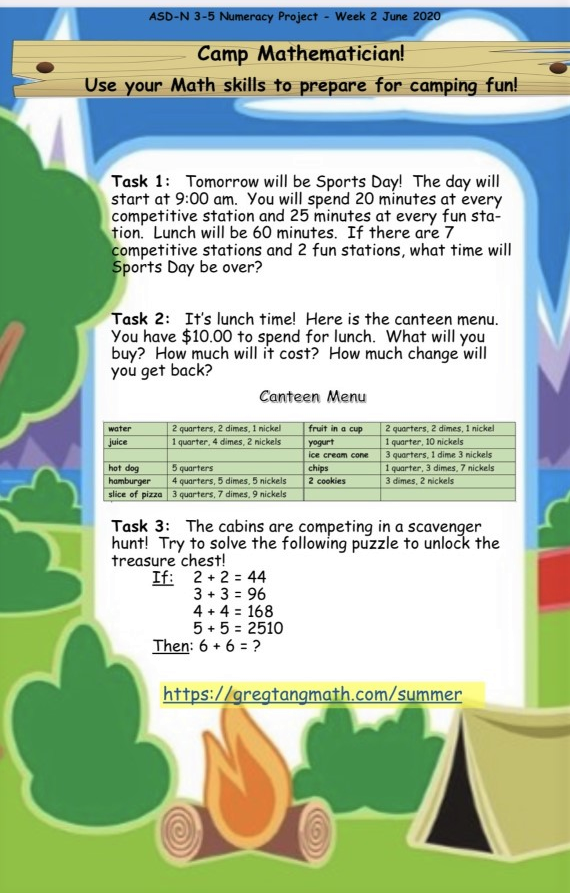 ASD-N 3-5 Numeracy Project - Week 2 June 2020
Camp Mathematician!
Use your Math skills to prepare for camping fun!
Task 1: Tomorrow will be Sports Day! The day will
start at 9:00 am. You will spend 20 minutes at every
competitive station and 25 minutes at every fun sta-
tion. Lunch will be 60 minutes. If there are 7
competitive stations and 2 fun stations, what time will
Sports Day be over?
Task 2: It's lunch time! Here is the canteen menu.
You have $10.00 to spend for lunch. What will you
buy? How much will it cost? How much change will
you get back?
Canteen Menu
water 2 quarters, 2 dimes, 1 nickel fruit in a cup 2 quarters, 2 dimes, 1 nickel
juice 1 quarter, 4 dimes, 2 nickels yogurt 1 quarter, 10 nickels
ice cream cone 3 quarters, 1 dime 3 nickels
hot dog 5 quarters chips 1 quarter, 3 dimes, 7 nickels
hamburger 4 quarters, 5 dimes, 5 nickels 2 cookies 3 dimes, 2 nickels
slice of pizza 3 quarters, 7 dimes, 9 nickels
Task 3: The cabins are competing in a scavenger
hunt! Try to solve the following puzzle to unlock the
treasure chest!
If: 2 + 2 = 44
3 + 3 = 96
4 + 4 = 168
5 + 5 = 2510
Then: 6 + 6 = ?
https://gregtangmath.com/summer